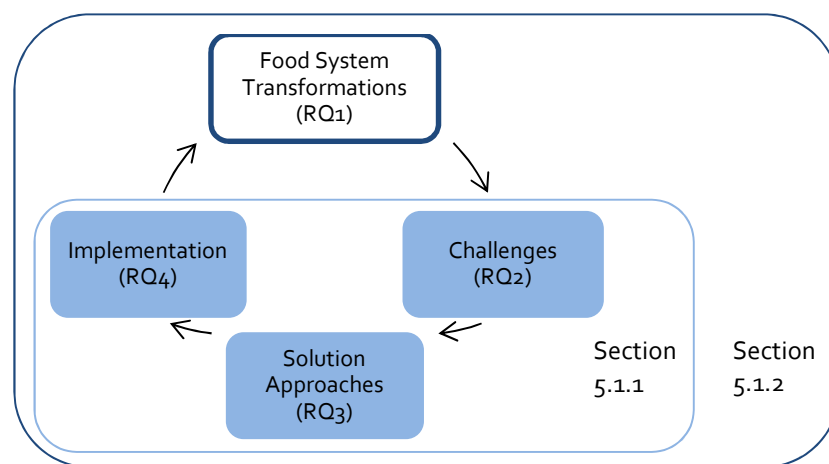 Food System
Transformations
(RQ1)
Implementation
(RQ4)
Challenges
(RQ2)
Solution
Approaches
(RQ3)
Section
5.1.1
Section
5.1.2